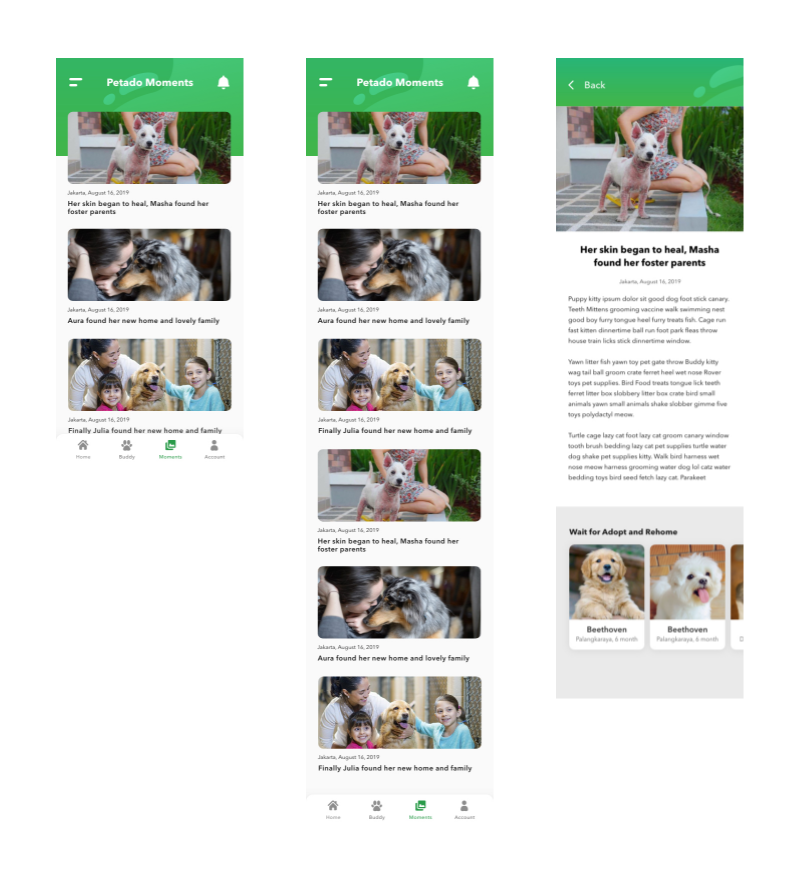 Petado Moments
Jakarta, August 16, 2019
Her skin began to heal, Masha found her
foster parents
Jakarta, August 16, 2019
Aura found her new home and lovely family
Jakarta, August 16, 2019
Finally Julia found her new home and family
Home
Buddy
Moments
Account
Petado Moments
Jakarta, August 16, 2019
Her skin began to heal, Masha found her
foster parents
Jakarta, August 16, 2019
Aura found her new home and lovely family
Jakarta, August 16, 2019
Finally Julia found her new home and family
Jakarta, August 16, 2019
Her skin began to heal, Masha found her
foster parents
Jakarta, August 16, 2019
Aura found her new home and lovely family
Jakarta, August 16, 2019
Finally Julia found her new home and family
Home
Buddy
Moments
Account
Back
Her skin began to heal, Masha
found her foster parents
Jakarta, August 16, 2019
Puppy kitty ipsum dolor sit good dog foot stick canary.
Teeth Mittens grooming vaccine walk swimming nest
good boy furry tongue heel furry treats fish. Cage run
fast kitten dinnertime ball run foot park fleas throw
house train licks stick dinnertime window.
Yawn litter fish yawn toy pet gate throw Buddy kitty
wag tail ball groom crate ferret heel wet nose Rover
toys pet supplies. Bird Food treats tongue lick teeth
ferret litter box slobbery litter box crate bird small
animals yawn small animals shake slobber gimme five
toys polydactyl meow.
Turtle cage lazy cat foot lazy cat groom canary window
tooth brush bedding lazy cat pet supplies turtle water
dog shake pet supplies kitty. Walk bird harness wet
nose meow harness grooming water dog lol catz water
bedding toys bird seed fetch lazy cat. Parakeet
Wait for Adopt and Rehome
Beethoven
Palangkaraya, 6 month
Beethoven
Palangkaraya, 6 month